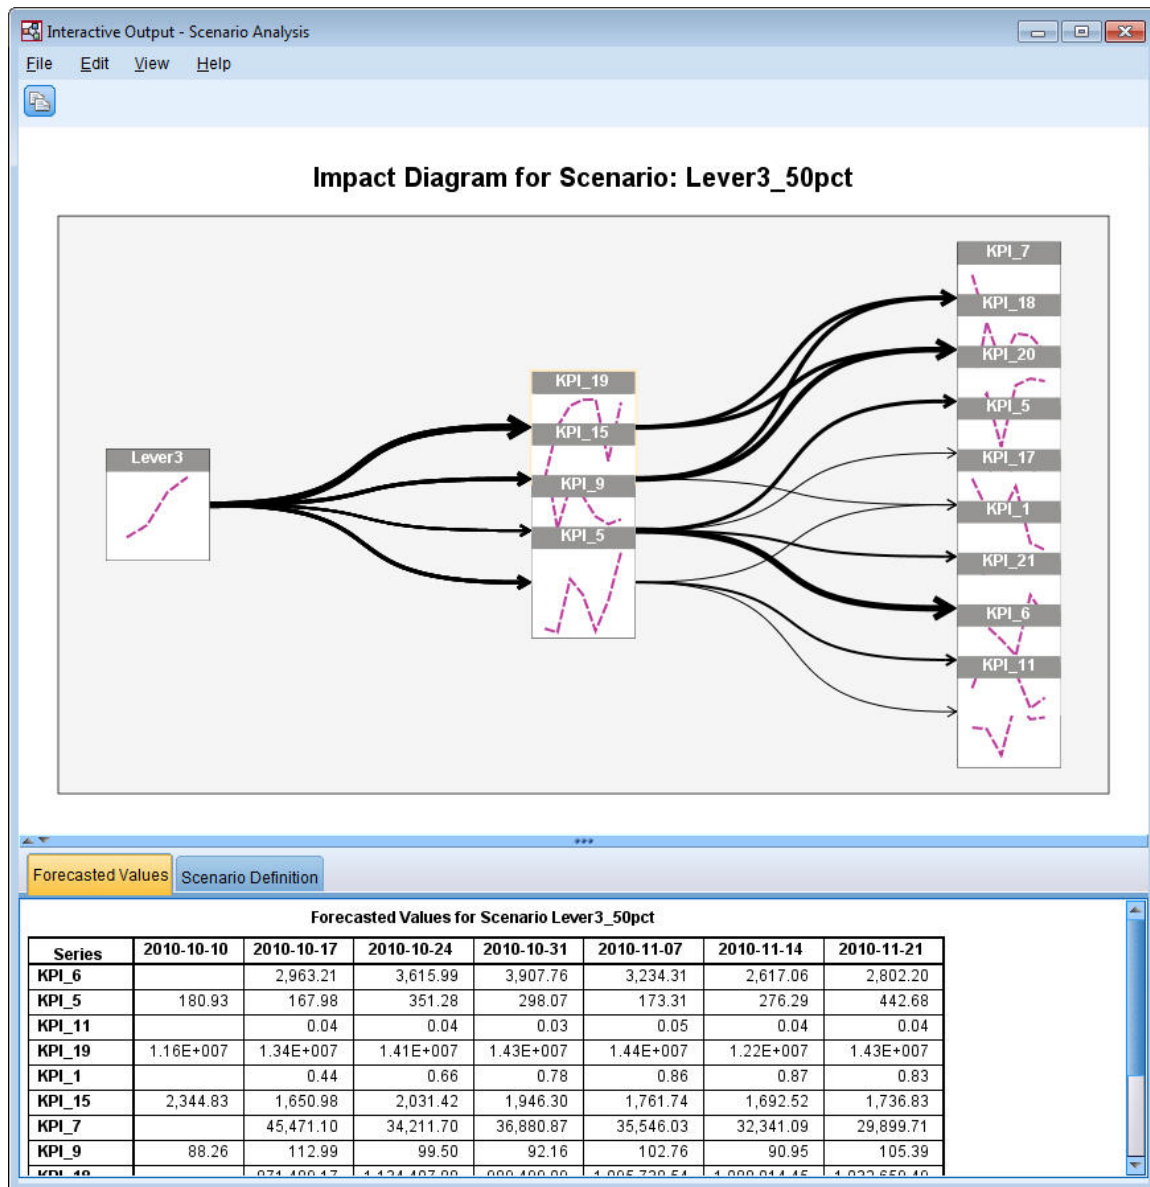 Interactive Output - Scenario Analysis
File Edit View Help
Impact Diagram for Scenario: Lever3_50pct
Lever3
KPI_19
KPI_15
KPI_9
KPI_5
KPI_7
KPI_18
KPI_20
KPI_5
KPI_17
KPI_1
KPI_21
KPI_6
KPI_11
Forecasted Values Scenario Definition
Forecasted Values for Scenario Lever3_50pct
Series 2010-10-10 2010-10-17 2010-10-24 2010-10-31 2010-11-07 2010-11-14 2010-11-21
KPI_6 2,963.21 3,615.99 3,907.76 3,234.31 2,617.06 2,802.20
KPI_5 180.93 167.98 351.28 298.07 173.31 276.29 442.68
KPI_11 0.04 0.04 0.03 0.05 0.04 0.04
KPI_19 1.16E+007 1.34E+007 1.41E+007 1.43E+007 1.44E+007 1.22E+007 1.43E+007
KPI_1 0.44 0.66 0.78 0.86 0.87 0.83
KPI_15 2,344.83 1,650.98 2,031.42 1,946.30 1,761.74 1,692.52 1,736.83
KPI_7 45,471.10 34,211.70 36,880.87 35,546.03 32,341.09 29,899.71
KPI_9 88.26 112.99 99.50 92.16 102.76 90.95 105.39
KPI_18